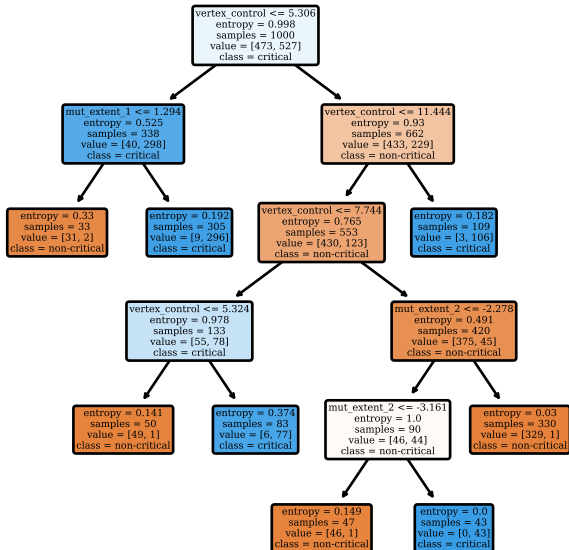 vertex_control <= 5.306
entropy = 0.998
samples = 1000
value = [473, 527]
class = critical
mut_extent_1 <= 1.294
entropy = 0.525
samples = 338
value = [40, 298]
class = critical
vertex_control <= 11.444
entropy = 0.93
samples = 662
value = [433, 229]
class = non-critical
entropy = 0.33
samples = 33
value = [31, 2]
class = non-critical
entropy = 0.192
samples = 305
value = [9, 296]
class = critical
vertex_control <= 7.744
entropy = 0.765
samples = 553
value = [430, 123]
class = non-critical
entropy = 0.182
samples = 109
value = [3, 106]
class = critical
vertex_control <= 5.324
entropy = 0.978
samples = 133
value = [55, 78]
class = critical
mut_extent_2 <= -2.278
entropy = 0.491
samples = 420
value = [375, 45]
class = non-critical
entropy = 0.141
samples = 50
value = [49, 1]
class = non-critical
entropy = 0.374
samples = 83
value = [6, 77]
class = critical
mut_extent_2 <= -3.161
entropy = 1.0
samples = 90
value = [46, 44]
class = non-critical
entropy = 0.03
samples = 330
value = [329, 1]
class = non-critical
entropy = 0.149
samples = 47
value = [46, 1]
class = non-critical
entropy = 0.0
samples = 43
value = [0, 43]
class = critical